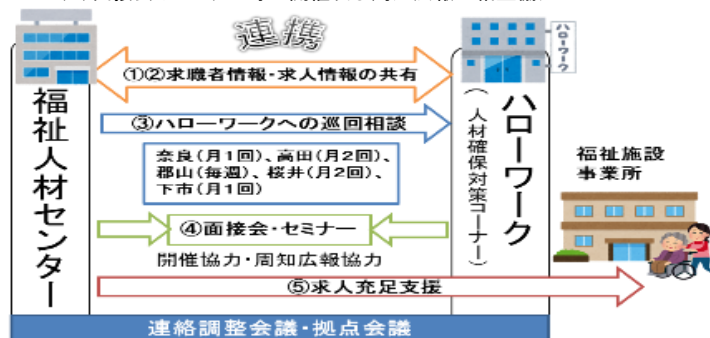 連携
ハローワーク
①②求職者情報・求人情報の共有
福祉人材センター
ハローワーク
(人材確保対策コーナー)
③ハローワークへの巡回相談
奈良(月1回)、高田(月2回)、
郡山(毎週)、桜井(月2回)、
下市(月1回)
福祉施設
事業所
④面接会・セミナー
開催協力・周知広報協力
⑤求人充足支援
連絡調整会議・拠点会議